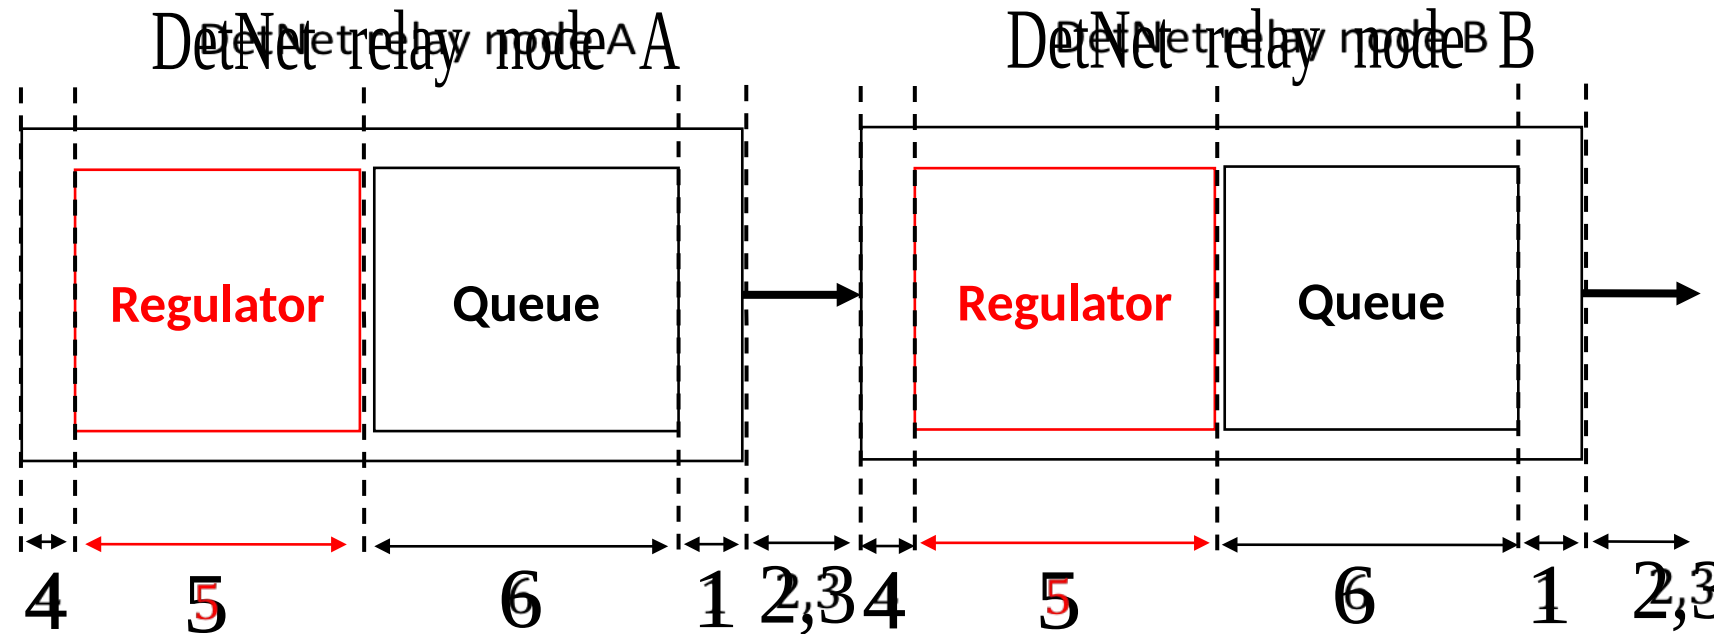 DetNet relay node A
DetNet relay node B
Regulator
Queue
Regulator
Queue
4 5 6 1 2,3 4 5 6 1 2,3